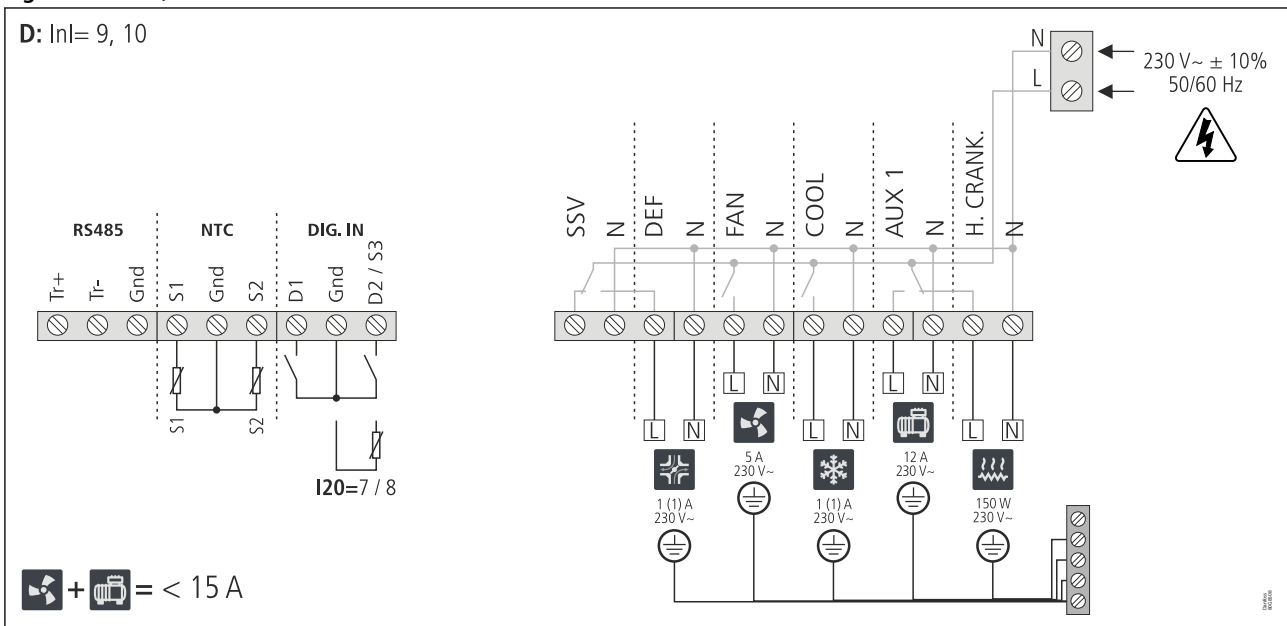 D: InI= 9, 10
N
L
230 V~ ± 10%
50/60 Hz
RS485
NTC
DIG. IN
Tr+
Tr-
Gnd
S1
Gnd
S2
D1
Gnd
D2 / S3
S1
S2
I20=7 / 8
SSV
N
DEF
N
FAN
N
COOL
N
AUX 1
N
H. CRANK.
N
L N
L N
L N
L N
L N
1 (1) A
230 V~
5 A
230 V~
1 (1) A
230 V~
12 A
230 V~
150 W
230 V~
+ = < 15 A
Danfoss